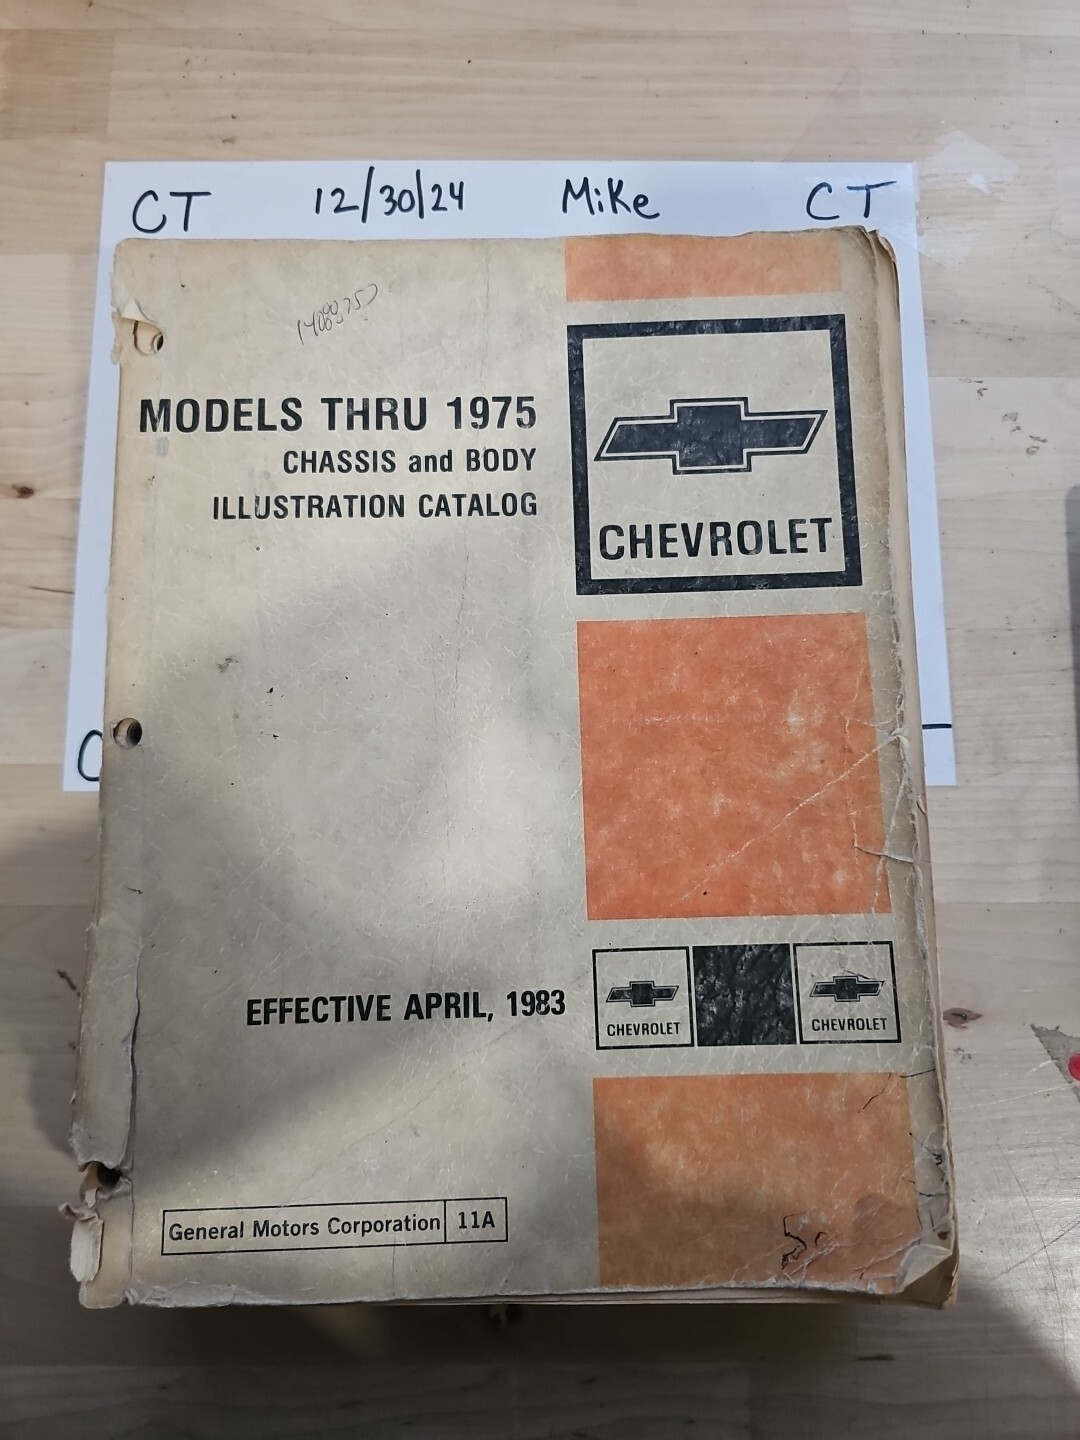 CT 12/30/24 Mike CT
MODELS THRU 1975
CHASSIS and BODY
ILLUSTRATION CATALOG
CHEVROLET
EFFECTIVE APRIL, 1983
CHEVROLET CHEVROLET
General Motors Corporation 11A